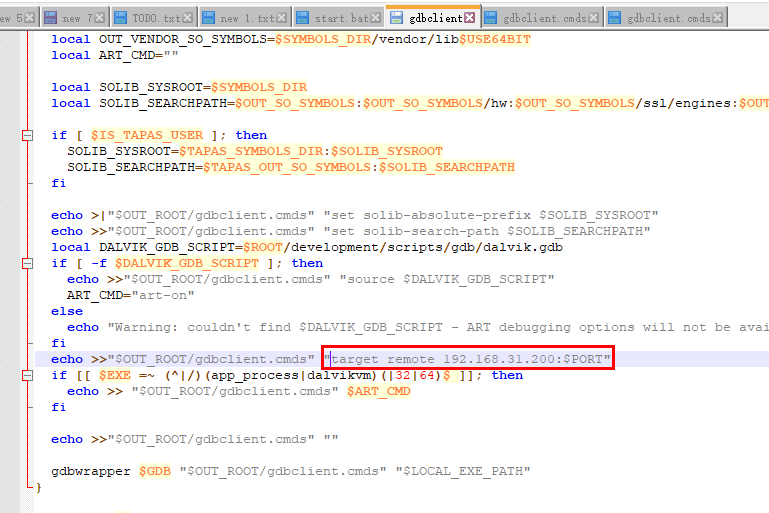 new 5 new 7 TODO.txt new 1.txt start.bat gdbclient gdbclient.cmds gdbclient.cmds
local OUT_VENDOR_SO_SYMBOLS=$SYMBOLS_DIR/vendor/lib$USE64BIT
local ART_CMD=""
local SOLIB_SYSROOT=$SYMBOLS_DIR
local SOLIB_SEARCHPATH=$OUT_SO_SYMBOLS:$OUT_SO_SYMBOLS/hw:$OUT_SO_SYMBOLS/ssl/engines:$OUT
if [ $IS_TAPAS_USER ]; then
SOLIB_SYSROOT=$TAPAS_SYMBOLS_DIR:$SOLIB_SYSROOT
SOLIB_SEARCHPATH=$TAPAS_OUT_SO_SYMBOLS:$SOLIB_SEARCHPATH
fi
echo >|"$OUT_ROOT/gdbclient.cmds" "set solib-absolute-prefix $SOLIB_SYSROOT"
echo >>"$OUT_ROOT/gdbclient.cmds" "set solib-search-path $SOLIB_SEARCHPATH"
local DALVIK_GDB_SCRIPT=$ROOT/development/scripts/gdb/dalvik.gdb
if [ -f $DALVIK_GDB_SCRIPT ]; then
echo >>"$OUT_ROOT/gdbclient.cmds" "source $DALVIK_GDB_SCRIPT"
ART_CMD="art-on"
else
echo "Warning: couldn't find $DALVIK_GDB_SCRIPT - ART debugging options will not be avai
fi
echo >>"$OUT_ROOT/gdbclient.cmds" "target remote 192.168.31.200:$PORT"
if [[ $EXE =~ (^|/)(app_process|dalvikvm)(|32|64)$ ]]; then
echo >> "$OUT_ROOT/gdbclient.cmds" $ART_CMD
fi
echo >>"$OUT_ROOT/gdbclient.cmds" ""
gdbwrapper $GDB "$OUT_ROOT/gdbclient.cmds" "$LOCAL_EXE_PATH"
}